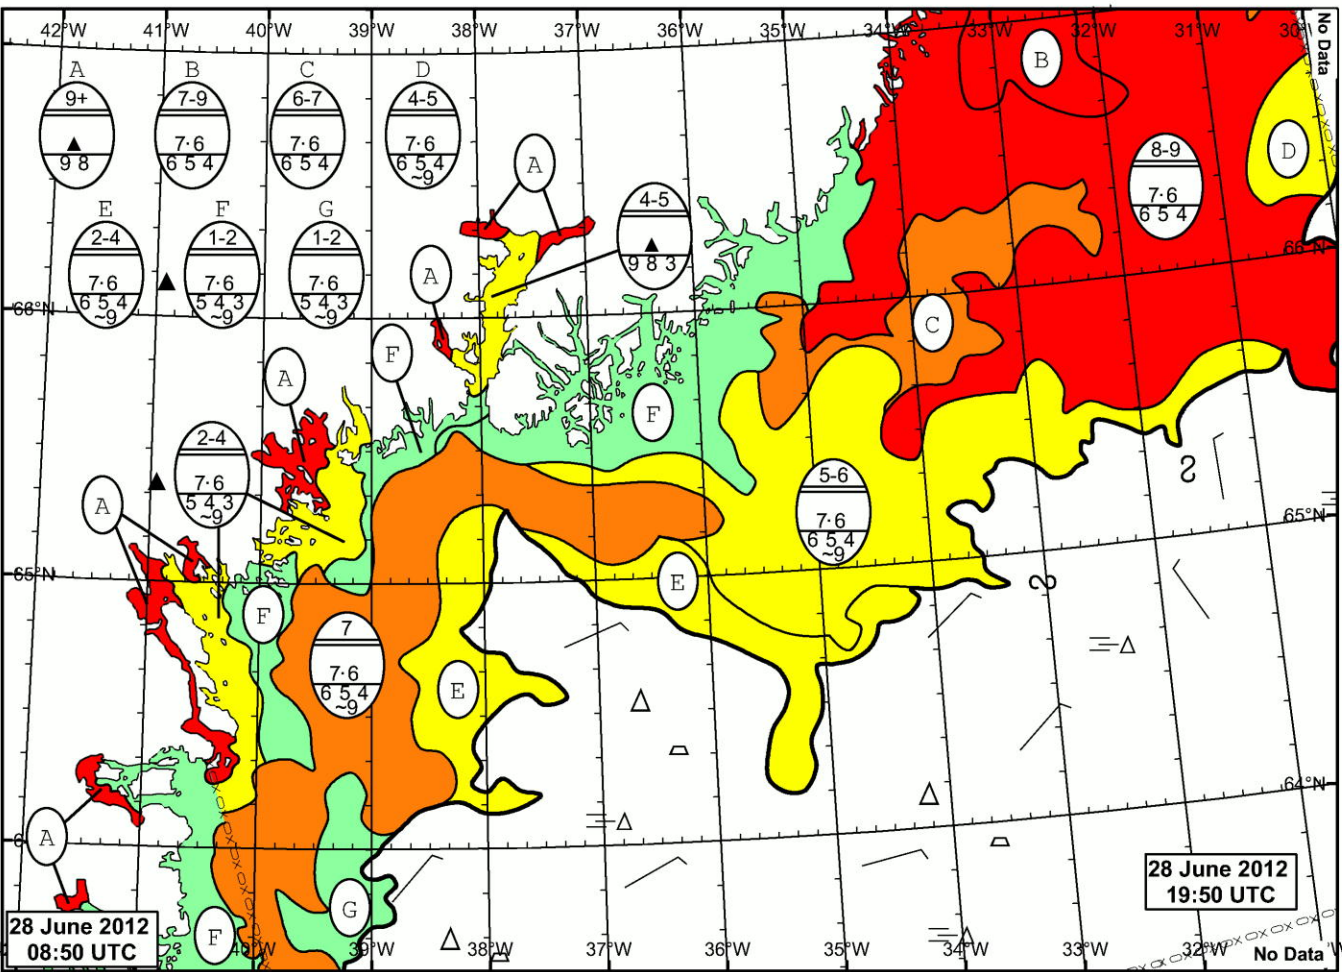 42°W 41°W 40°W 39°W 38°W 37°W 36°W 35°W 34°W 33°W 32°W 31°W 30°
No Data
A B C D
9+ 7-9 6-7 4-5
7·6 7·6 7·6
9 8 6 5 4 6 5 4 6 5 4
~9
E F G
2-4 1-2 1-2
7·6 7·6 7·6
6 5 4 5 4 3 5 4 3
~9 ~9 ~9
B
D
A
8-9
7·6
6 5 4
4-5
9 8 3
A
66°N
66°N
C
F
A
F
2-4
7·6
5 4 3
~9
5-6
7·6
6 5 4
~9
A
65°N
65°N
E
F
7
7·6
6 5 4
~9
E
64°N
A
28 June 2012
19:50 UTC
G
F
28 June 2012
08:50 UTC
40°W 39°W 38°W 37°W 36°W 35°W 34°W 33°W 32°W
No Data